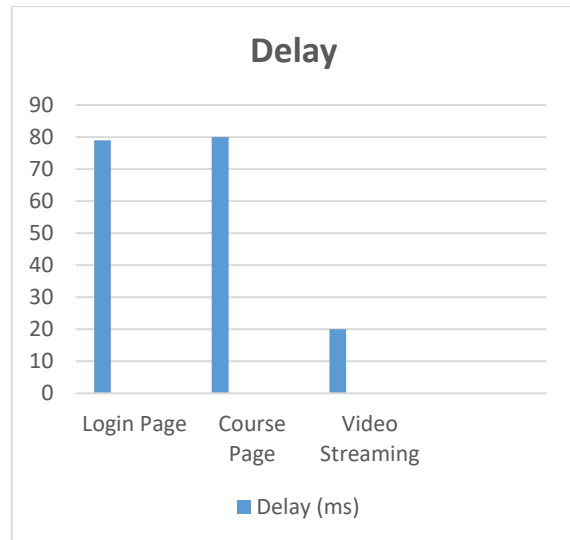 Delay
90
80
70
60
50
40
30
20
10
0
Login Page
Course
Page
Video
Streaming
Delay (ms)